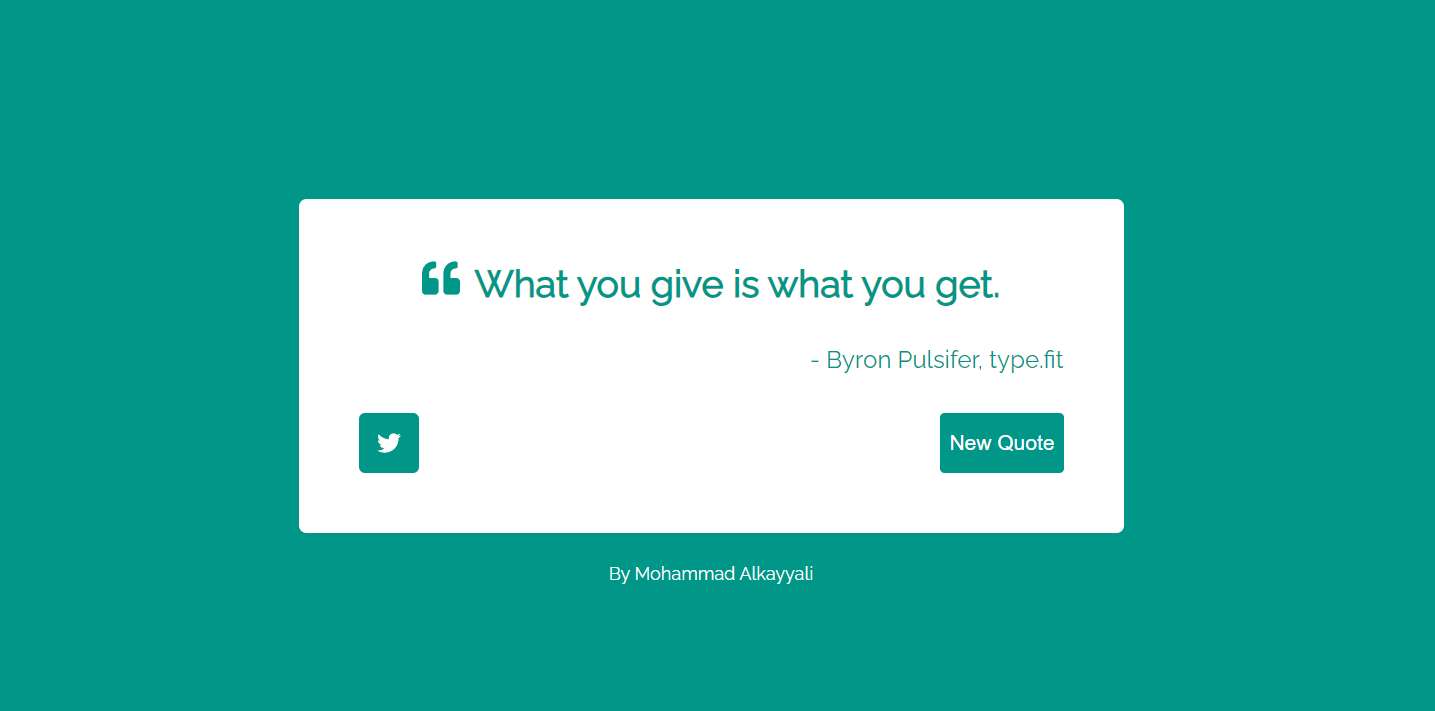 “ What you give is what you get.
- Byron Pulsifer, type.fit
New Quote
By Mohammad Alkayyali